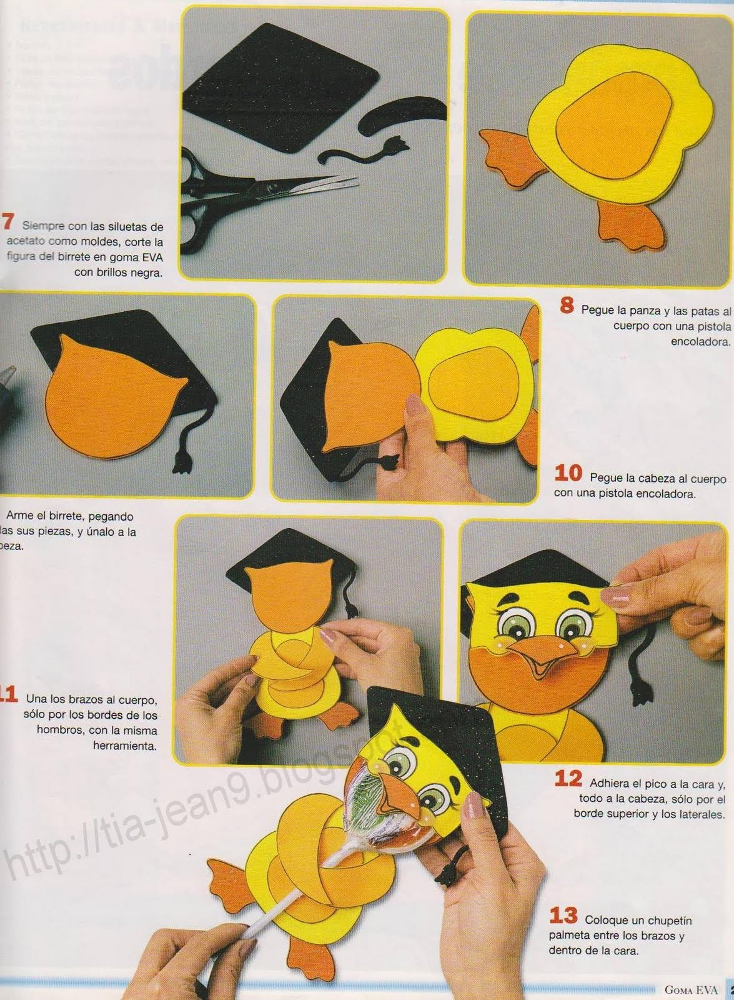 7 Siempre con las siluetas de
acetato como moldes, corte la
figura del birrete en goma EVA
con brillos negra.
8 Pegue la panza y las patas al
cuerpo con una pistola
encoladora.
Arme el birrete, pegando
das sus piezas, y únalo a la
beza.
10 Pegue la cabeza al cuerpo
con una pistola encoladora.
11 Una los brazos al cuerpo,
sólo por los bordes de los
hombros, con la misma
herramienta.
12 Adhiera el pico a la cara y,
todo a la cabeza, sólo por el
borde superior y los laterales.
13 Coloque un chupetín
palmeta entre los brazos y
dentro de la cara.
http://tia-jean9.blogspot
GOMA EVA 2